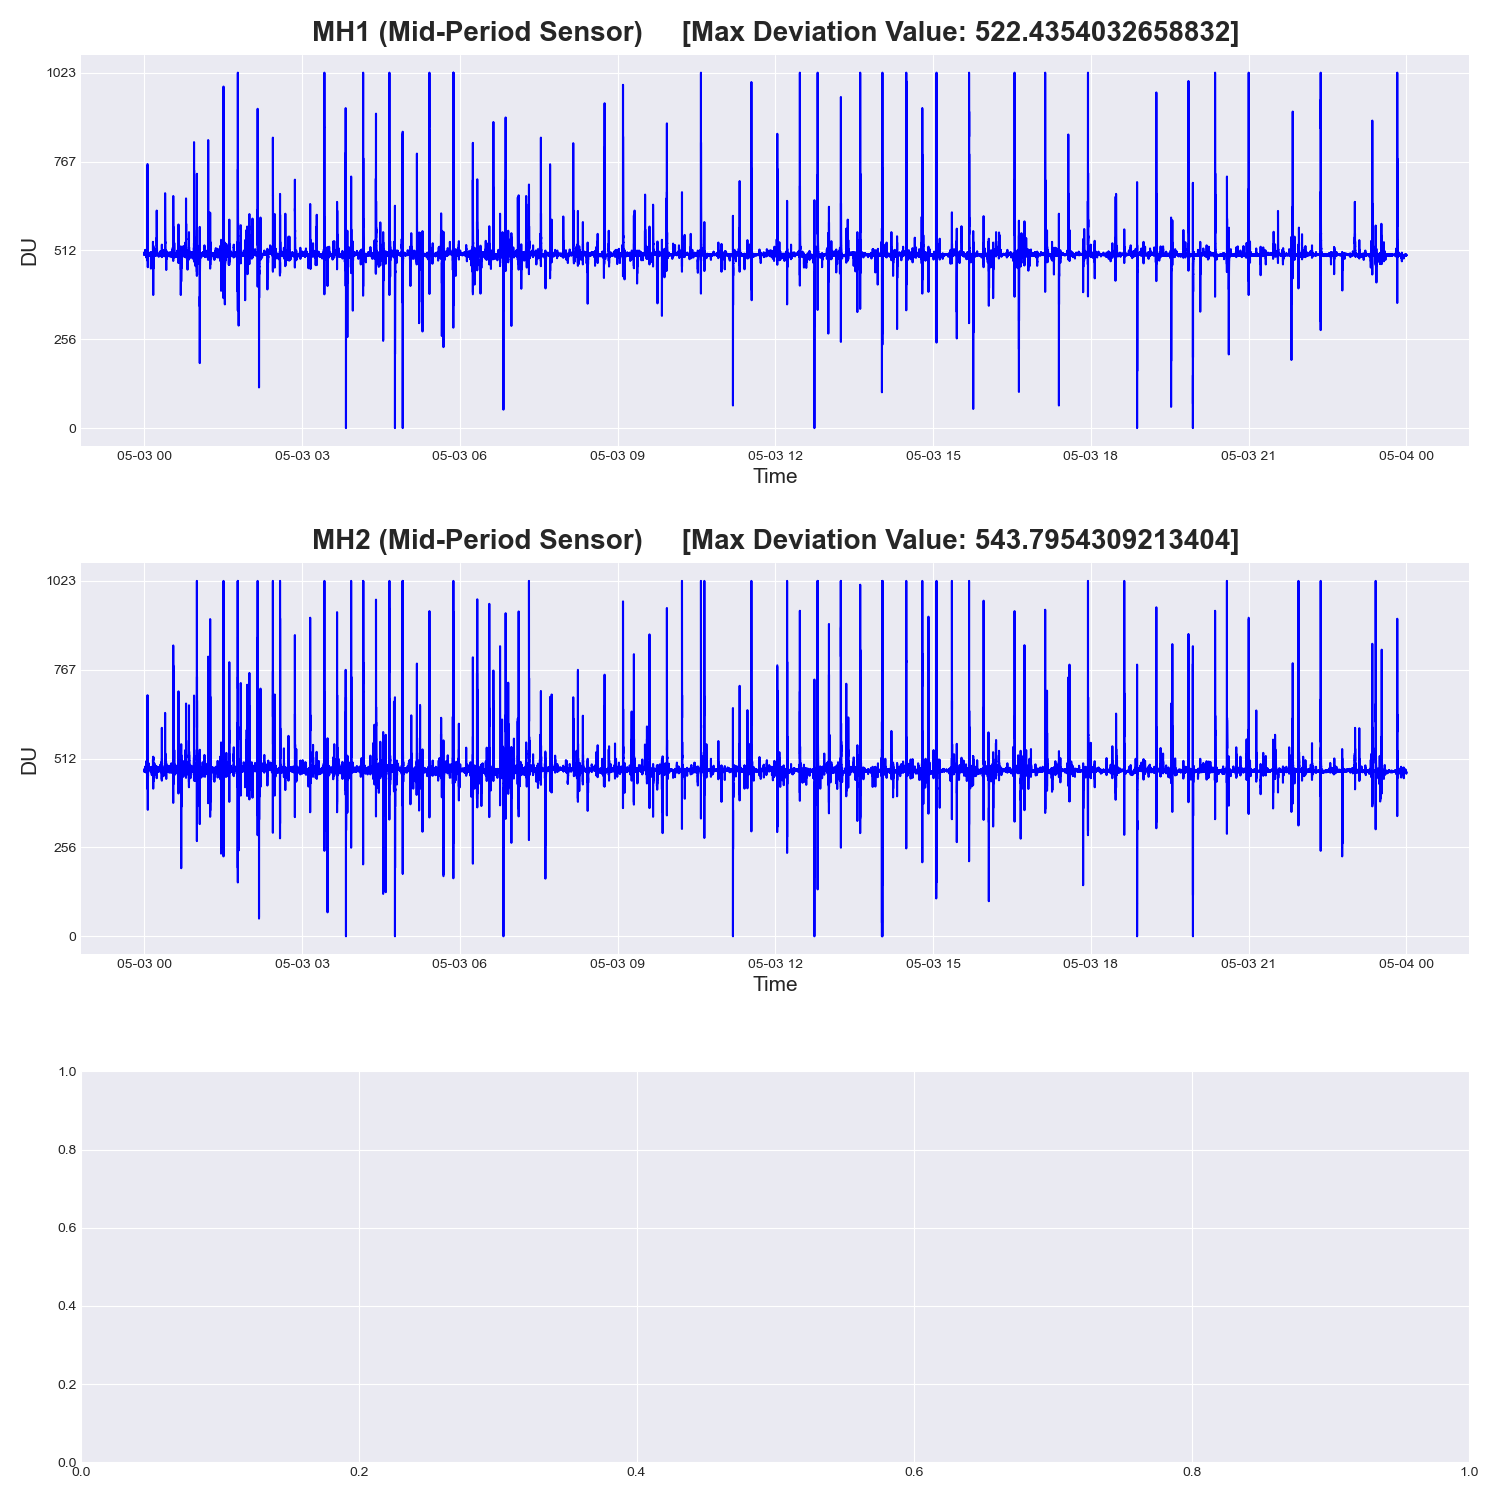 MH1 (Mid-Period Sensor) [Max Deviation Value: 522.4354032658832]
1023
767
512
256
0
DU
05-03 00 05-03 03 05-03 06 05-03 09 05-03 12 05-03 15 05-03 18 05-03 21 05-04 00
Time
MH2 (Mid-Period Sensor) [Max Deviation Value: 543.7954309213404]
1023
767
512
256
0
DU
05-03 00 05-03 03 05-03 06 05-03 09 05-03 12 05-03 15 05-03 18 05-03 21 05-04 00
Time
1.0
0.8
0.6
0.4
0.2
0.0
0.0 0.2 0.4 0.6 0.8 1.0